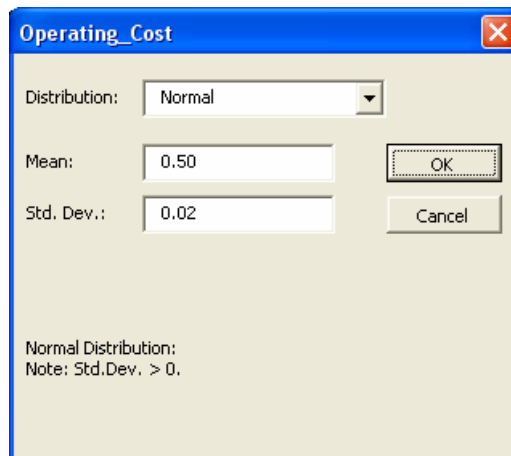 Operating_Cost
Distribution: Normal
Mean: 0.50 OK
Std. Dev.: 0.02 Cancel
Normal Distribution:
Note: Std.Dev. > 0.